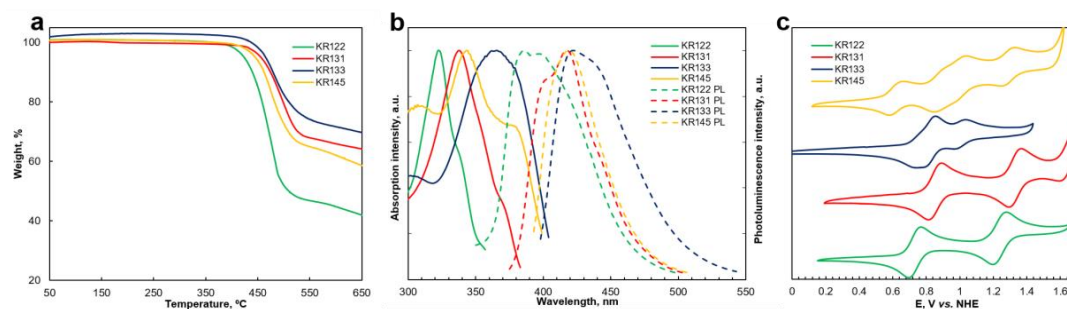 a
100
80
60
40
20
Weight, %
50
150
250
350
450
550
650
Temperature, ºC
KR122
KR131
KR133
KR145
b
Absorption intensity, a.u.
Photoluminescence intensity, a.u.
300
350
400
450
500
550
Wavelength, nm
KR122
KR131
KR133
KR145
KR122 PL
KR131 PL
KR133 PL
KR145 PL
c
KR122
KR131
KR133
KR145
0
0.2
0.4
0.6
0.8
1.0
1.2
1.4
1.6
E, V vs. NHE